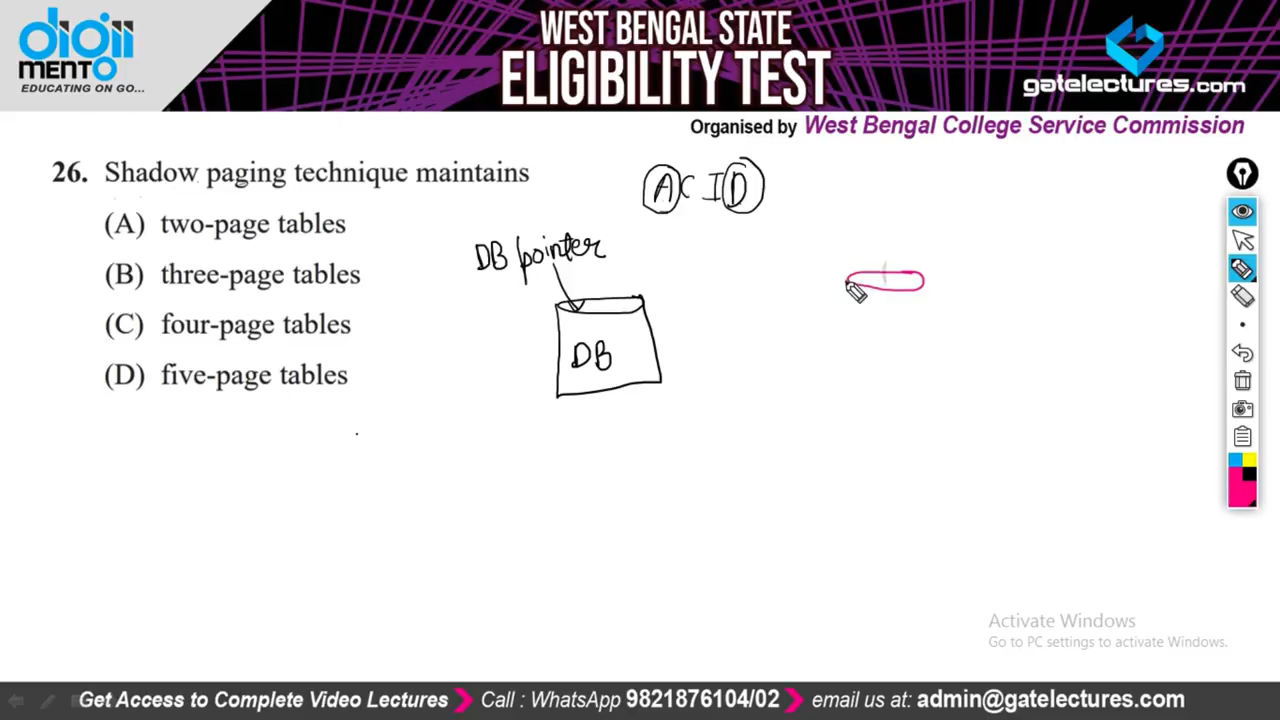 digii
MENTO
EDUCATING ON GO...
WEST BENGAL STATE
ELIGIBILITY TEST
gatelectures.com
Organised by West Bengal College Service Commission
26. Shadow paging technique maintains
(A) two-page tables
(B) three-page tables
(C) four-page tables
(D) five-page tables
ACID
DB pointer
DB
Activate Windows
Go to PC settings to activate Windows.
Get Access to Complete Video Lectures
Call : WhatsApp 9821876104/02
email us at: admin@gatelectures.com